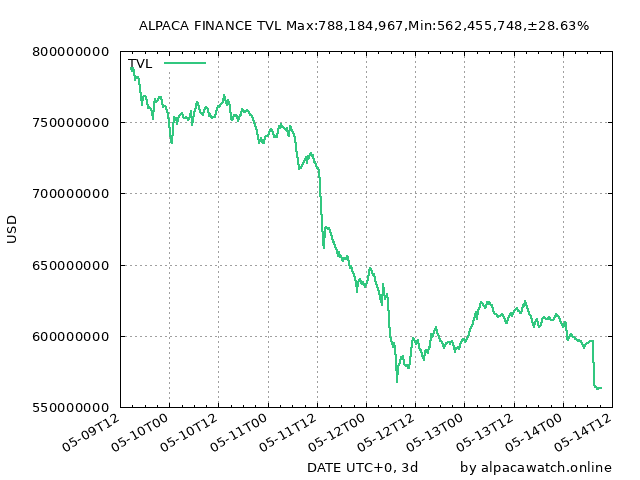 ALPACA FINANCE TVL Max:788,184,967,Min:562,455,748,±28.63%
800000000
TVL
750000000
700000000
650000000
600000000
550000000
USD
05-09T12
05-10T00
05-10T12
05-11T00
05-11T12
05-12T00
05-12T12
05-13T00
05-13T12
05-14T00
05-14T12
DATE UTC+0, 3d
by alpacawatch.online